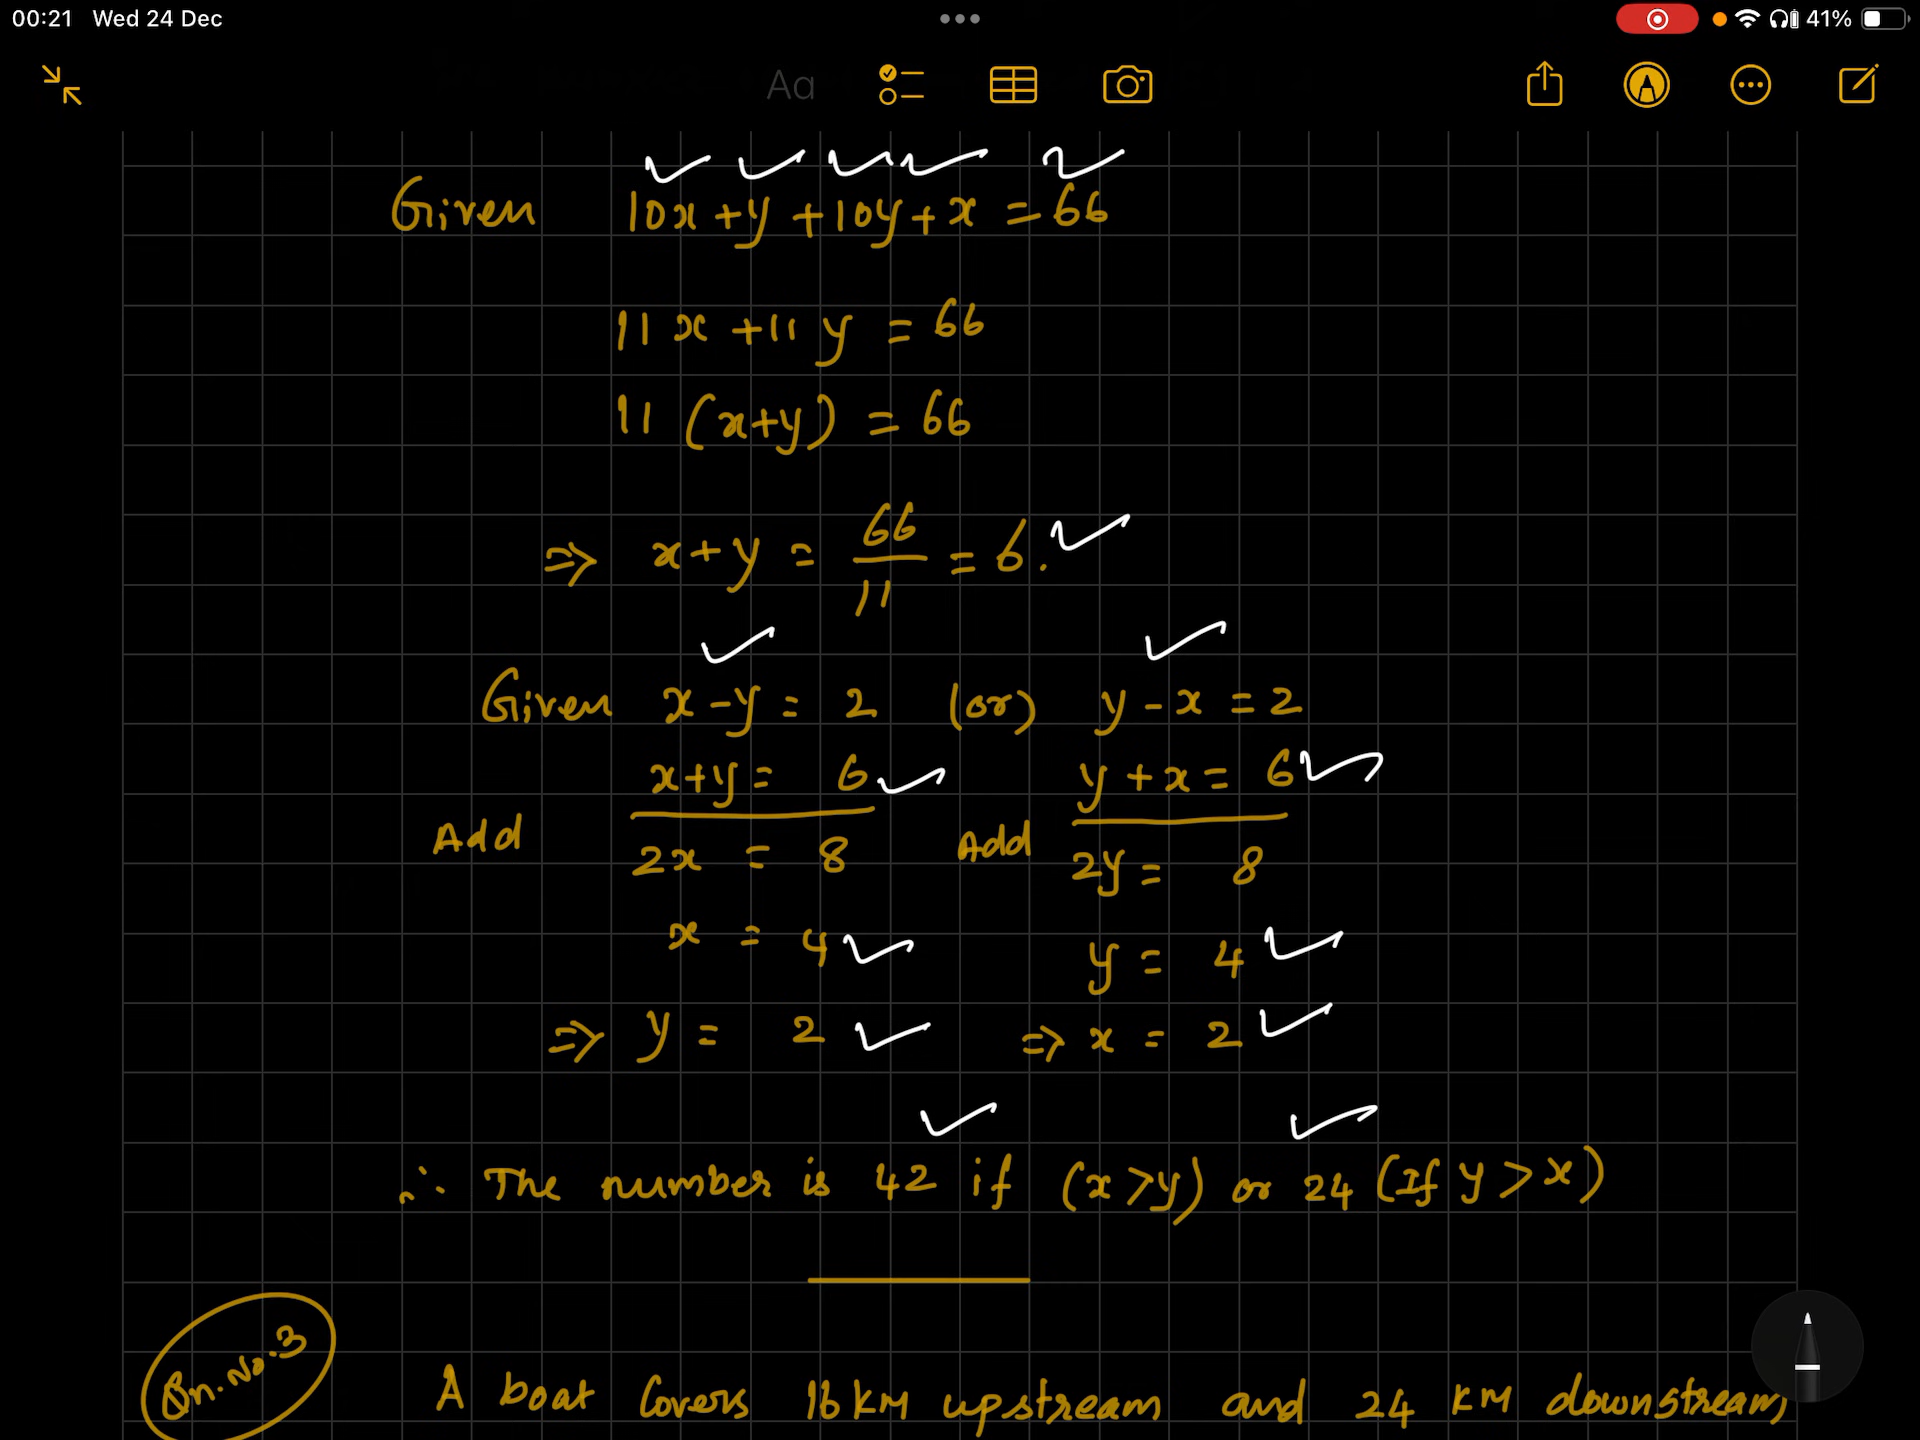 00:21 Wed 24 Dec 41%
Aa
Given 10x + y + 10y + x = 66
11x + 11y = 66
11 (x+y) = 66
⇒ x + y = 66/11 = 6.
Given x - y = 2 (or) y - x = 2
x + y = 6 y + x = 6
Add 2x = 8 Add 2y = 8
x = 4 y = 4
⇒ y = 2 ⇒ x = 2
∴ The number is 42 if (x > y) or 24 (If y > x)
Qn. No. 3
A boat Covers 16 KM upstream and 24 KM downstream,